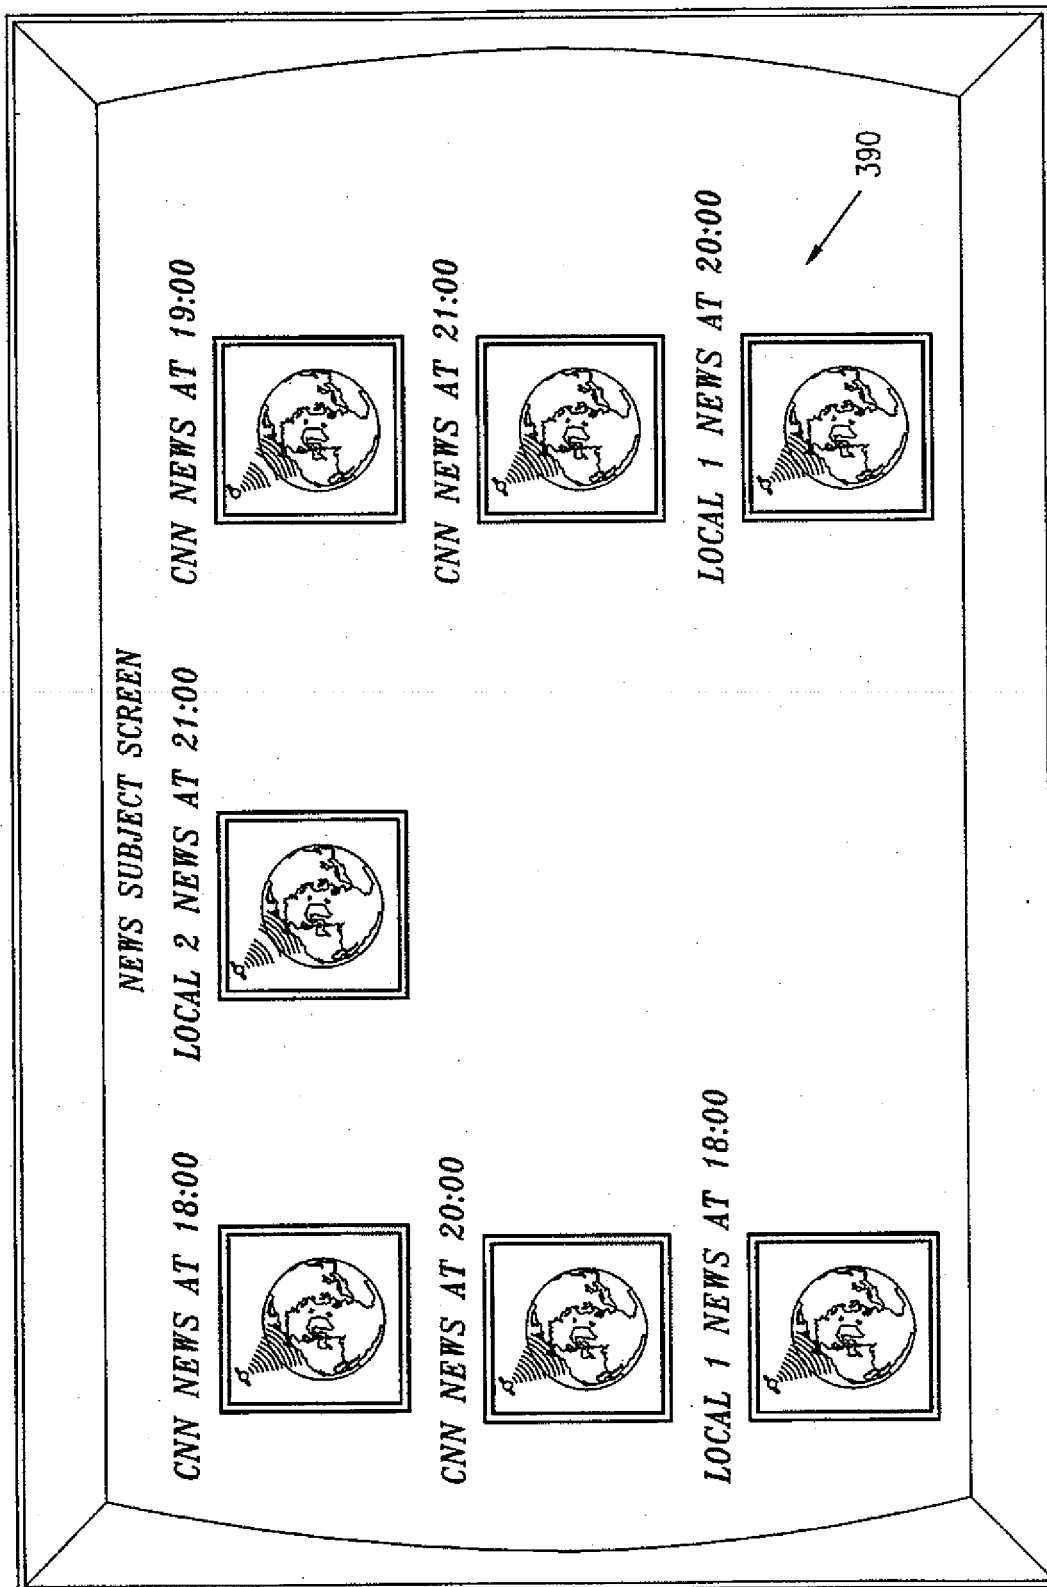 NEWS SUBJECT SCREEN
CNN NEWS AT 18:00
LOCAL 2 NEWS AT 21:00
CNN NEWS AT 19:00
CNN NEWS AT 20:00
CNN NEWS AT 21:00
LOCAL 1 NEWS AT 18:00
LOCAL 1 NEWS AT 20:00
390